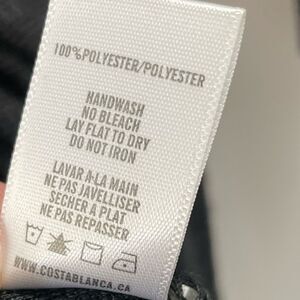 100%POLYESTER/POLYESTER
HANDWASH
NO BLEACH
LAY FLAT TO DRY
DO NOT IRON
LAVAR A-LA MAIN
NE PAS JAVELLISER
SECHER A PLAT
NE PAS REPASSER
WWW.COSTABLANCA.CA